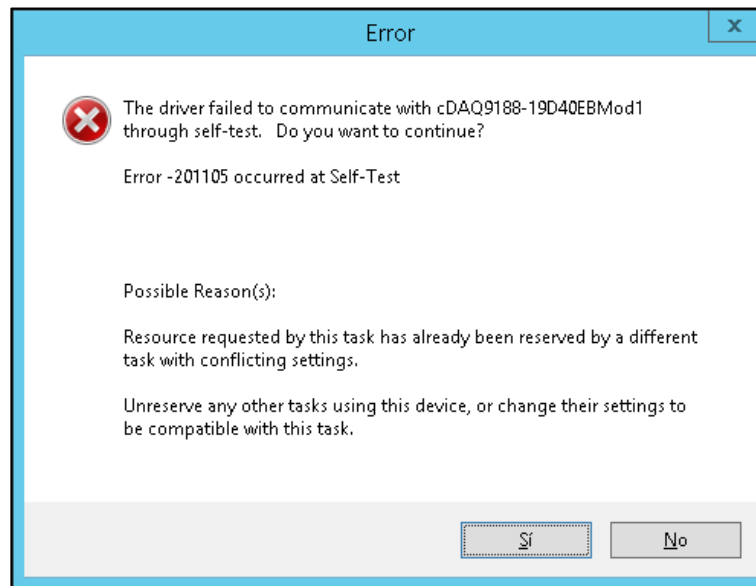 Error
x
The driver failed to communicate with cDAQ9188-19D40EBMod1
through self-test.   Do you want to continue?
Error -201105 occurred at Self-Test
Possible Reason(s):
Resource requested by this task has already been reserved by a different
task with conflicting settings.
Unreserve any other tasks using this device, or change their settings to
be compatible with this task.
Sí
No